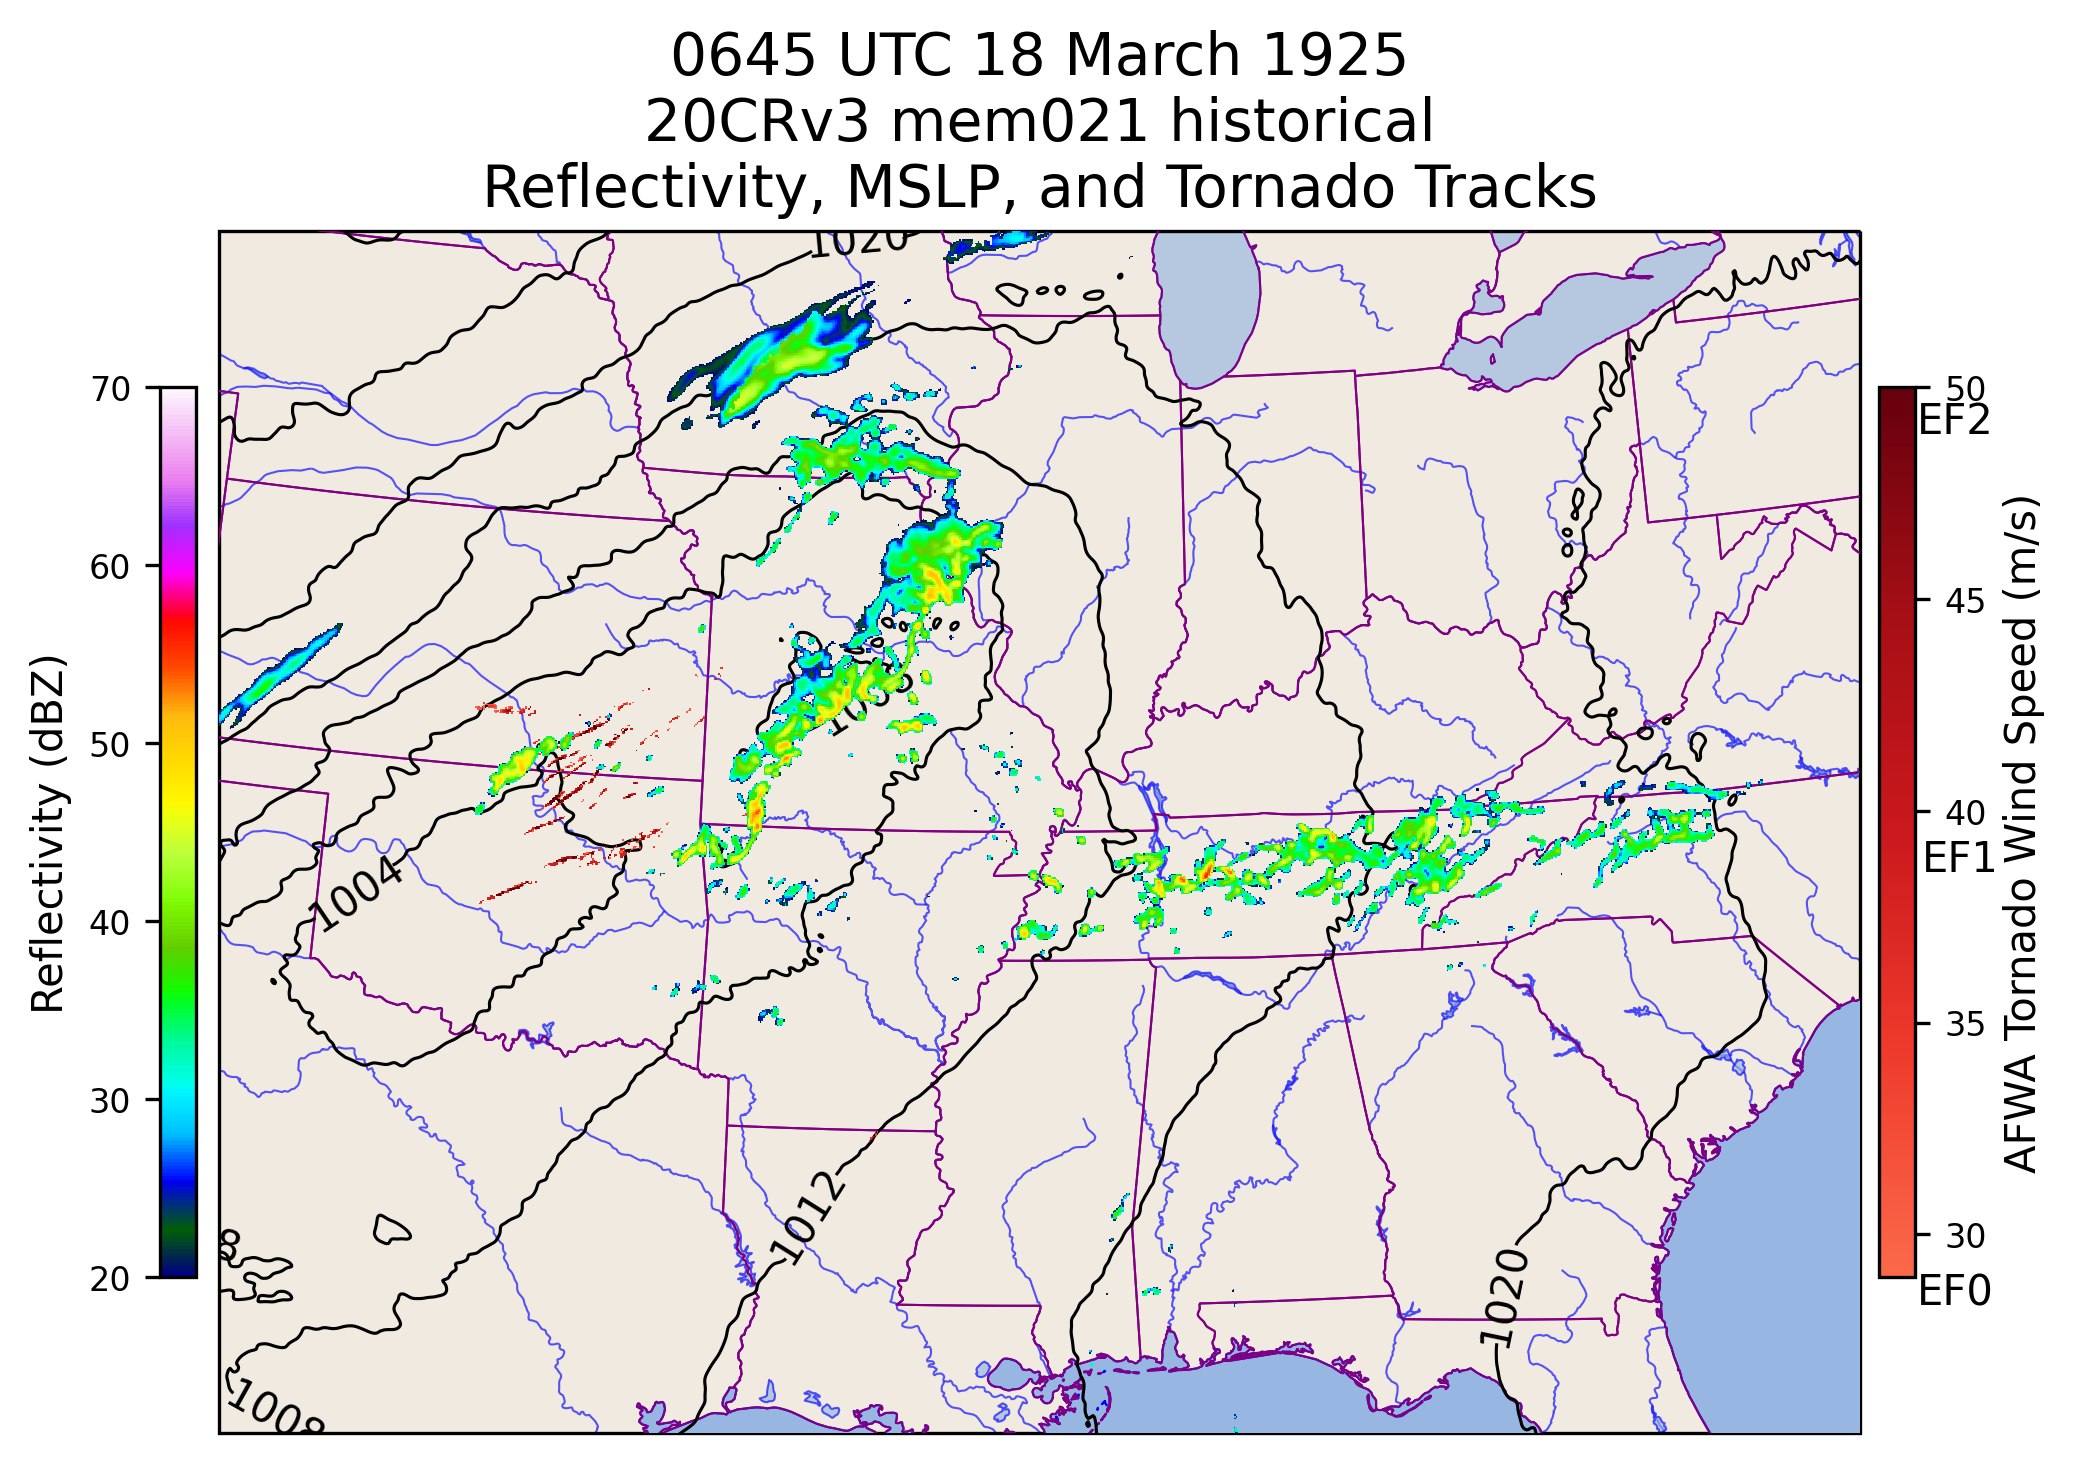 0645 UTC 18 March 1925
20CRv3 mem021 historical
Reflectivity, MSLP, and Tornado Tracks
1020
70
60
50
40
30
20
Reflectivity (dBZ)
1004
1012
1020
1008
50
EF2
45
40
EF1
35
30
EF0
AFWA Tornado Wind Speed (m/s)